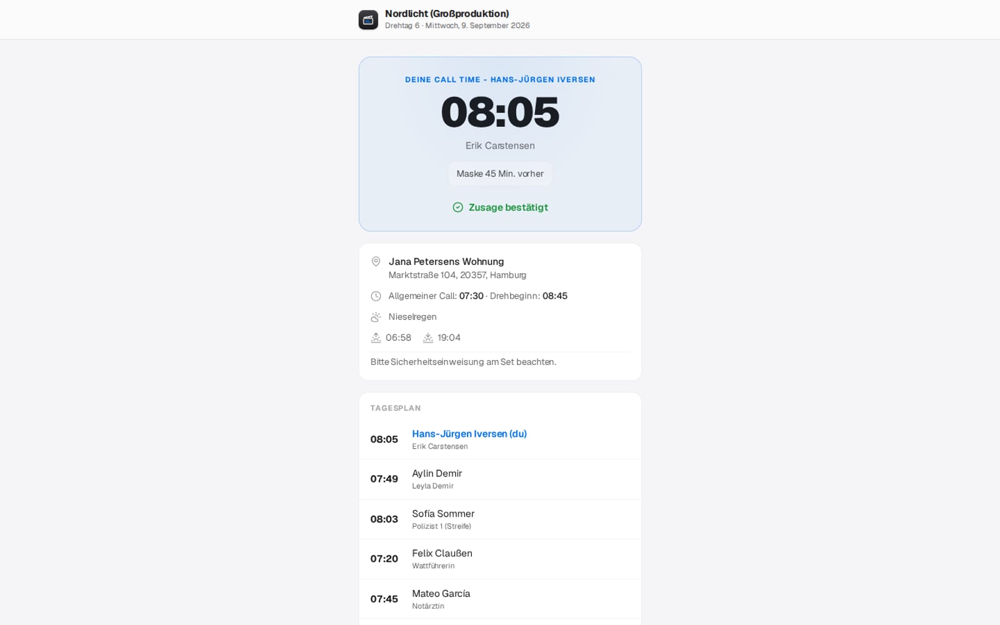 Nordlicht (Großproduktion)
Drehtag 6 · Mittwoch, 9. September 2026
DEINE CALL TIME - HANS-JÜRGEN IVERSEN
08:05
Erik Carstensen
Maske 45 Min. vorher
Zusage bestätigt
Jana Petersens Wohnung
Marktstraße 104, 20357, Hamburg
Allgemeiner Call: 07:30 · Drehbeginn: 08:45
Nieselregen
06:58 19:04
Bitte Sicherheitseinweisung am Set beachten.
TAGESPLAN
08:05 Hans-Jürgen Iversen (du)
Erik Carstensen
07:49 Aylin Demir
Leyla Demir
08:03 Sofía Sommer
Polizist 1 (Streife)
07:20 Felix Claußen
Wattführerin
07:45 Mateo García
Notärztin